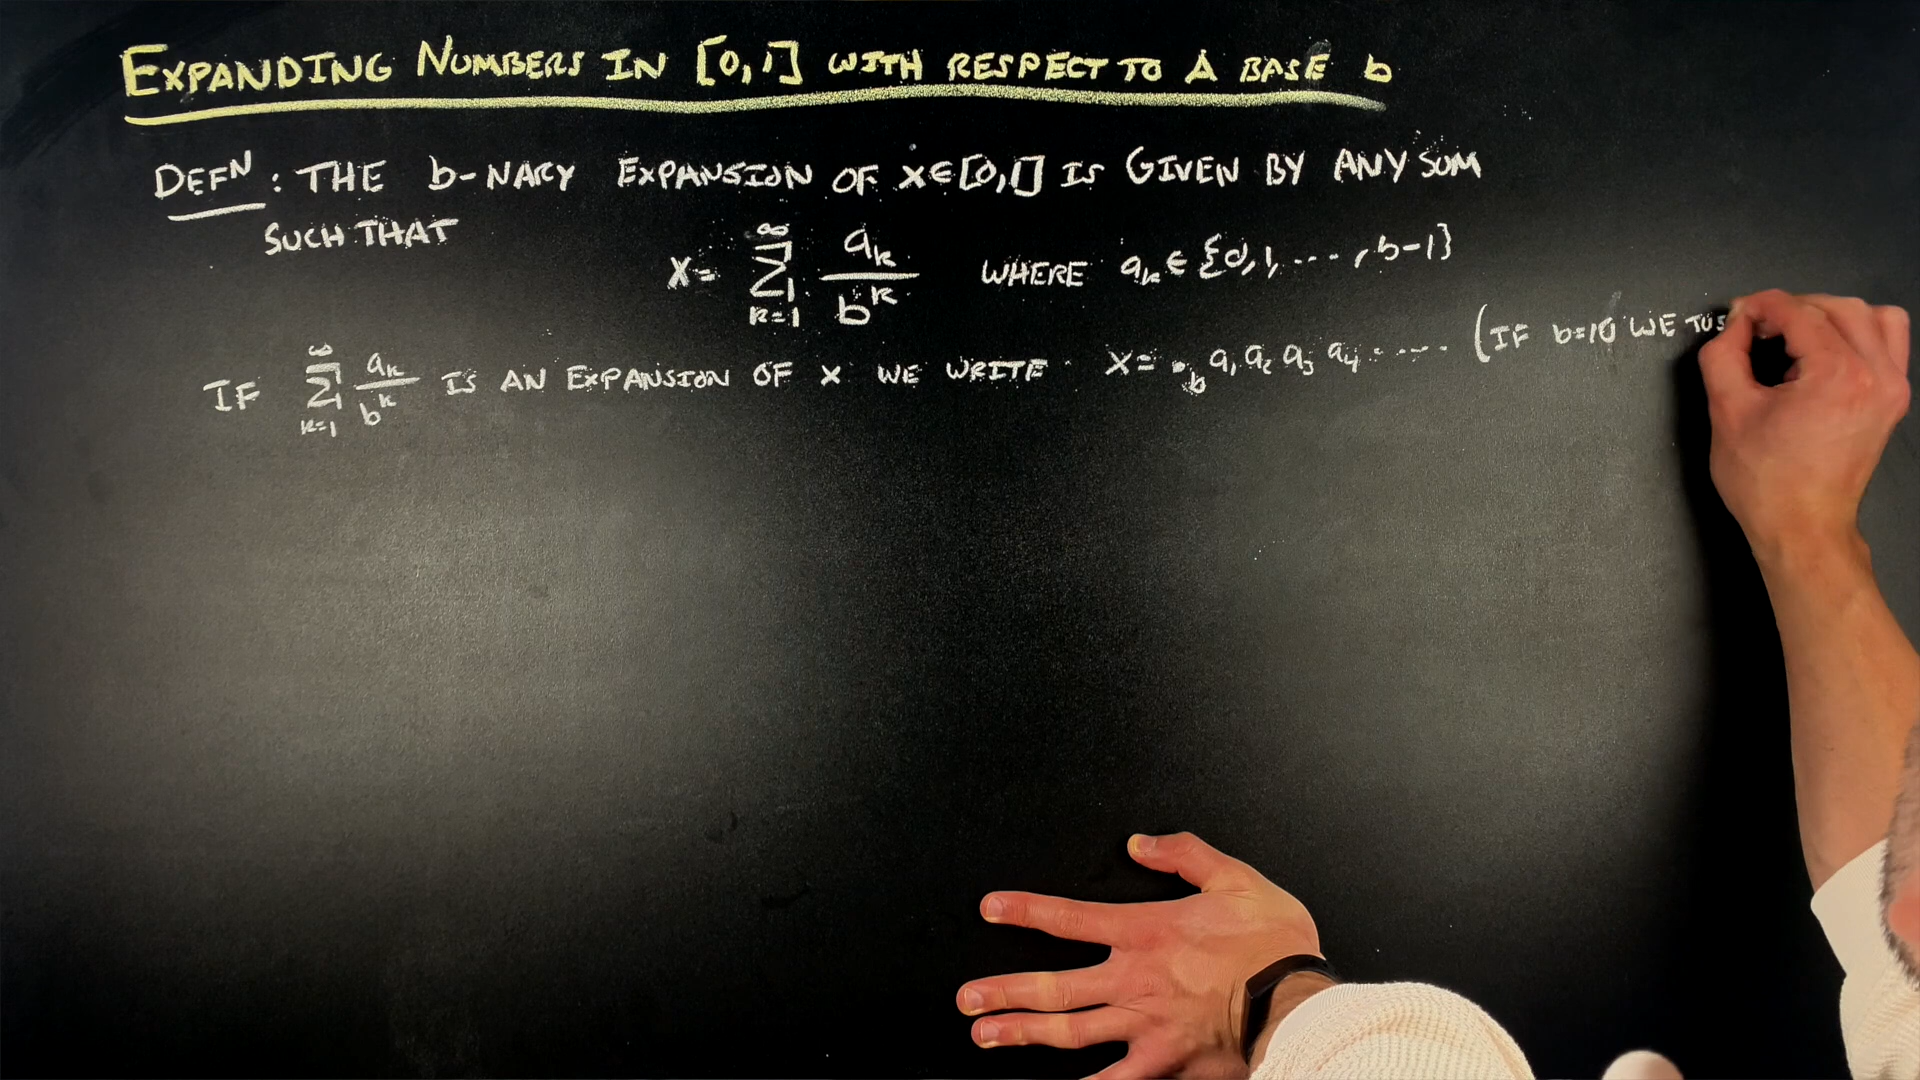 EXPANDING NUMBERS IN [0,1] WITH RESPECT TO A BASE b
DEFN: THE b-NARY EXPANSION OF x∈[0,1] IS GIVEN BY ANY SUM
SUCH THAT
x = ∑_{k=1}^{∞} a_k / b^k WHERE a_k ∈ {0,1,...,b-1}
IF ∑_{k=1}^{∞} a_k / b^k IS AN EXPANSION OF x WE WRITE x = ._b a_1 a_2 a_3 a_4 ..... (IF b=10 WE